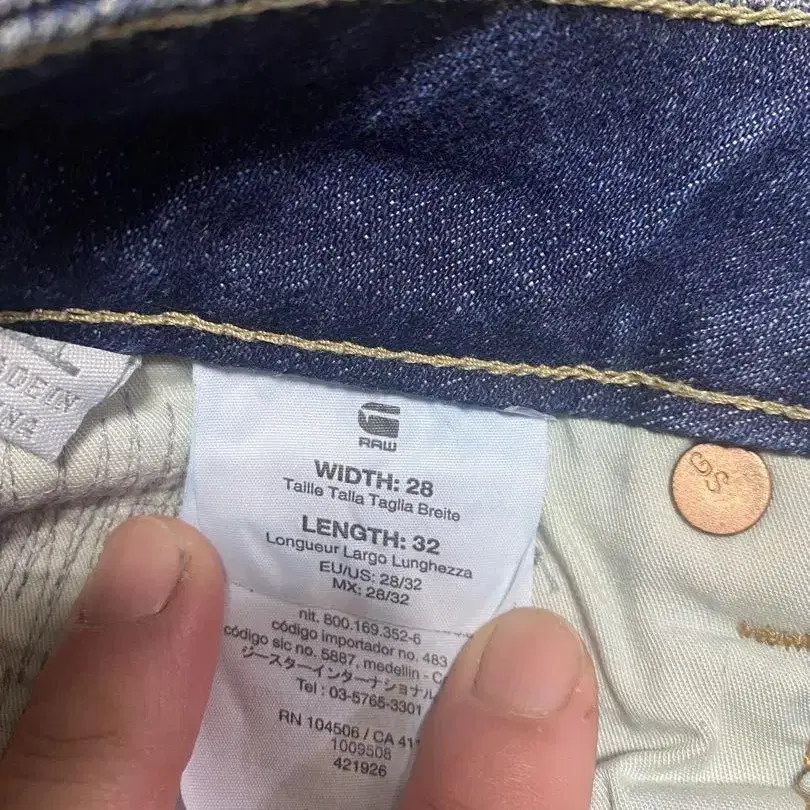 RAW
WIDTH: 28
Taille Talla Taglia Breite
LENGTH: 32
Longueur Largo Lunghezza
EU/US: 28/32
MX: 28/32
nit. 800.169.352-6
código importador no. 483
código sic no. 5887, medellin - C
ジースターインターナショナル
Tel : 03-5765-3301
RN 104506 / CA 41
1009508
421926
GS